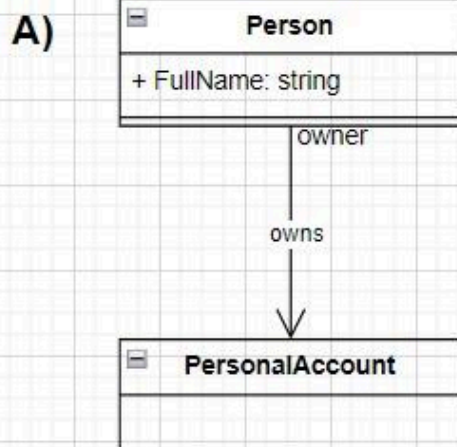 A)
Person
+ FullName: string
owner
owns
PersonalAccount